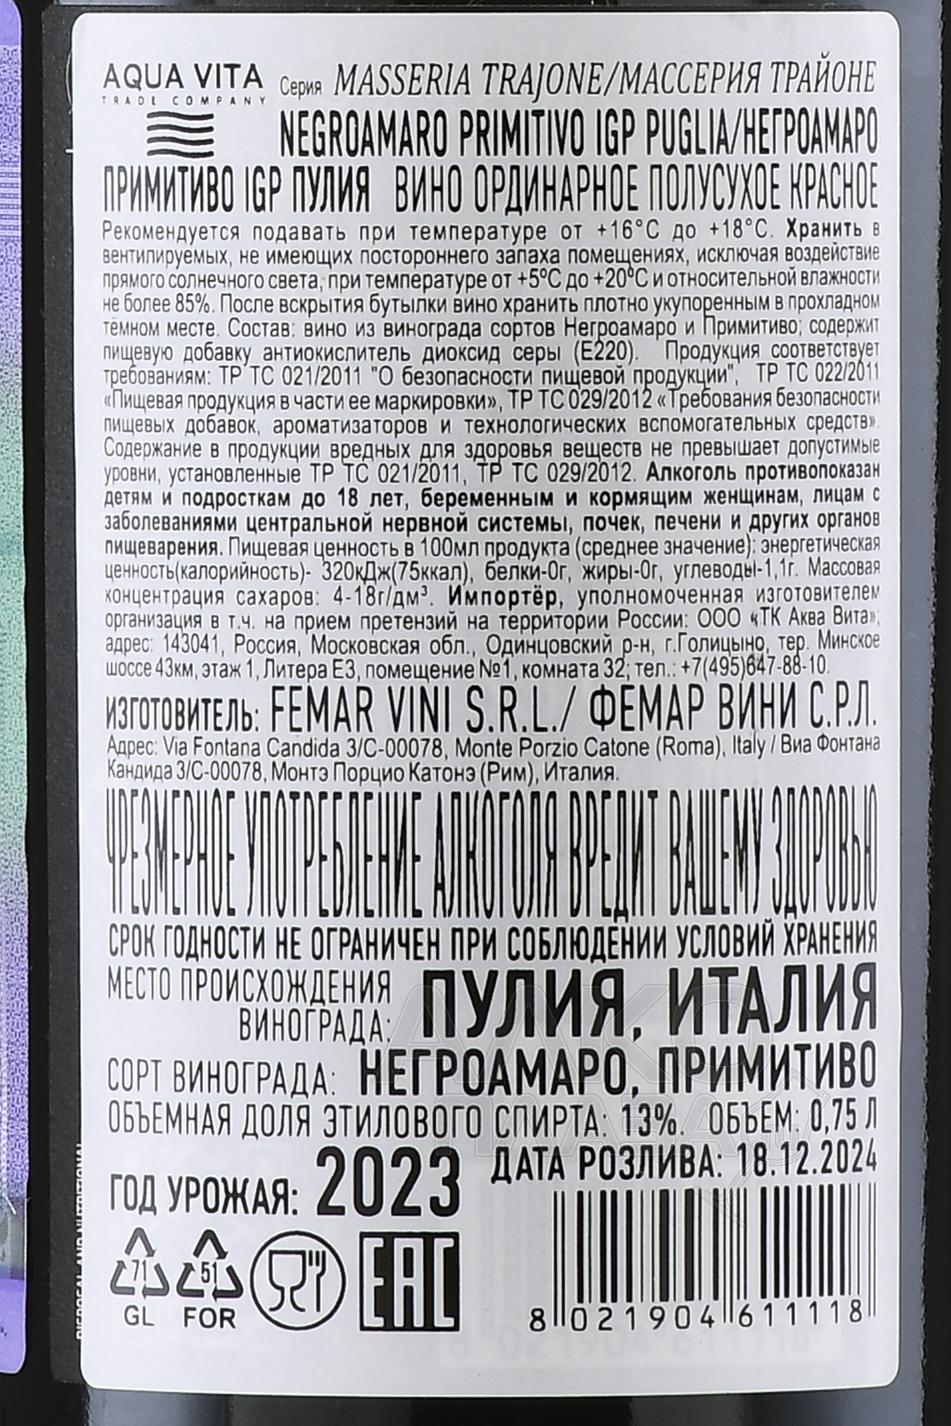 AQUA VITA
TRADE COMPANY
Серия MASSERIA TRAJONE/МАССЕРИЯ ТРАЙОНЕ
NEGROAMARO PRIMITIVO IGP PUGLIA/НЕГРОАМАРО
ПРИМИТИВО IGP ПУЛИЯ ВИНО ОРДИНАРНОЕ ПОЛУСУХОЕ КРАСНОЕ
Рекомендуется подавать при температуре от +16°C до +18°C. Хранить в
вентилируемых, не имеющих постороннего запаха помещениях, исключая воздействие
прямого солнечного света, при температуре от +5°C до +20°C и относительной влажности
не более 85%. После вскрытия бутылки вино хранить плотно укупоренным в прохладном
тёмном месте. Состав: вино из винограда сортов Негроамаро и Примитиво; содержит
пищевую добавку антиокислитель диоксид серы (E220). Продукция соответствует
требованиям: ТР ТС 021/2011 "О безопасности пищевой продукции", ТР ТС 022/2011
«Пищевая продукция в части ее маркировки», ТР ТС 029/2012 «Требования безопасности
пищевых добавок, ароматизаторов и технологических вспомогательных средств».
Содержание в продукции вредных для здоровья веществ не превышает допустимые
уровни, установленные ТР ТС 021/2011, ТР ТС 029/2012. Алкоголь противопоказан
детям и подросткам до 18 лет, беременным и кормящим женщинам, лицам с
заболеваниями центральной нервной системы, почек, печени и других органов
пищеварения. Пищевая ценность в 100мл продукта (среднее значение): энергетическая
ценность(калорийность)- 320кДж(75ккал), белки-0г, жиры-0г, углеводы-1,1г. Массовая
концентрация сахаров: 4-18г/дм³. Импортёр, уполномоченная изготовителем
организация в т.ч. на прием претензий на территории России: ООО «ТК Аква Вита»;
адрес: 143041, Россия, Московская обл., Одинцовский р-н, г.Голицыно, тер. Минское
шоссе 43км, этаж 1, Литера Е3, помещение №1, комната 32; тел.: +7(495)647-88-10.
ИЗГОТОВИТЕЛЬ: FEMAR VINI S.R.L./ ФЕМАР ВИНИ С.Р.Л.
Адрес: Via Fontana Candida 3/C-00078, Monte Porzio Catone (Roma), Italy / Виа Фонтана
Кандида 3/C-00078, Монтэ Порцио Катонэ (Рим), Италия.
ЧРЕЗМЕРНОЕ УПОТРЕБЛЕНИЕ АЛКОГОЛЯ ВРЕДИТ ВАШЕМУ ЗДОРОВЬЮ
СРОК ГОДНОСТИ НЕ ОГРАНИЧЕН ПРИ СОБЛЮДЕНИИ УСЛОВИЙ ХРАНЕНИЯ
МЕСТО ПРОИСХОЖДЕНИЯ
ВИНОГРАДА: ПУЛИЯ, ИТАЛИЯ
СОРТ ВИНОГРАДА: НЕГРОАМАРО, ПРИМИТИВО
ОБЪЕМНАЯ ДОЛЯ ЭТИЛОВОГО СПИРТА: 13%. ОБЪЕМ: 0,75 Л
ГОД УРОЖАЯ: 2023 ДАТА РОЗЛИВА: 18.12.2024
71 51
GL FOR EAC
8 021904 611118